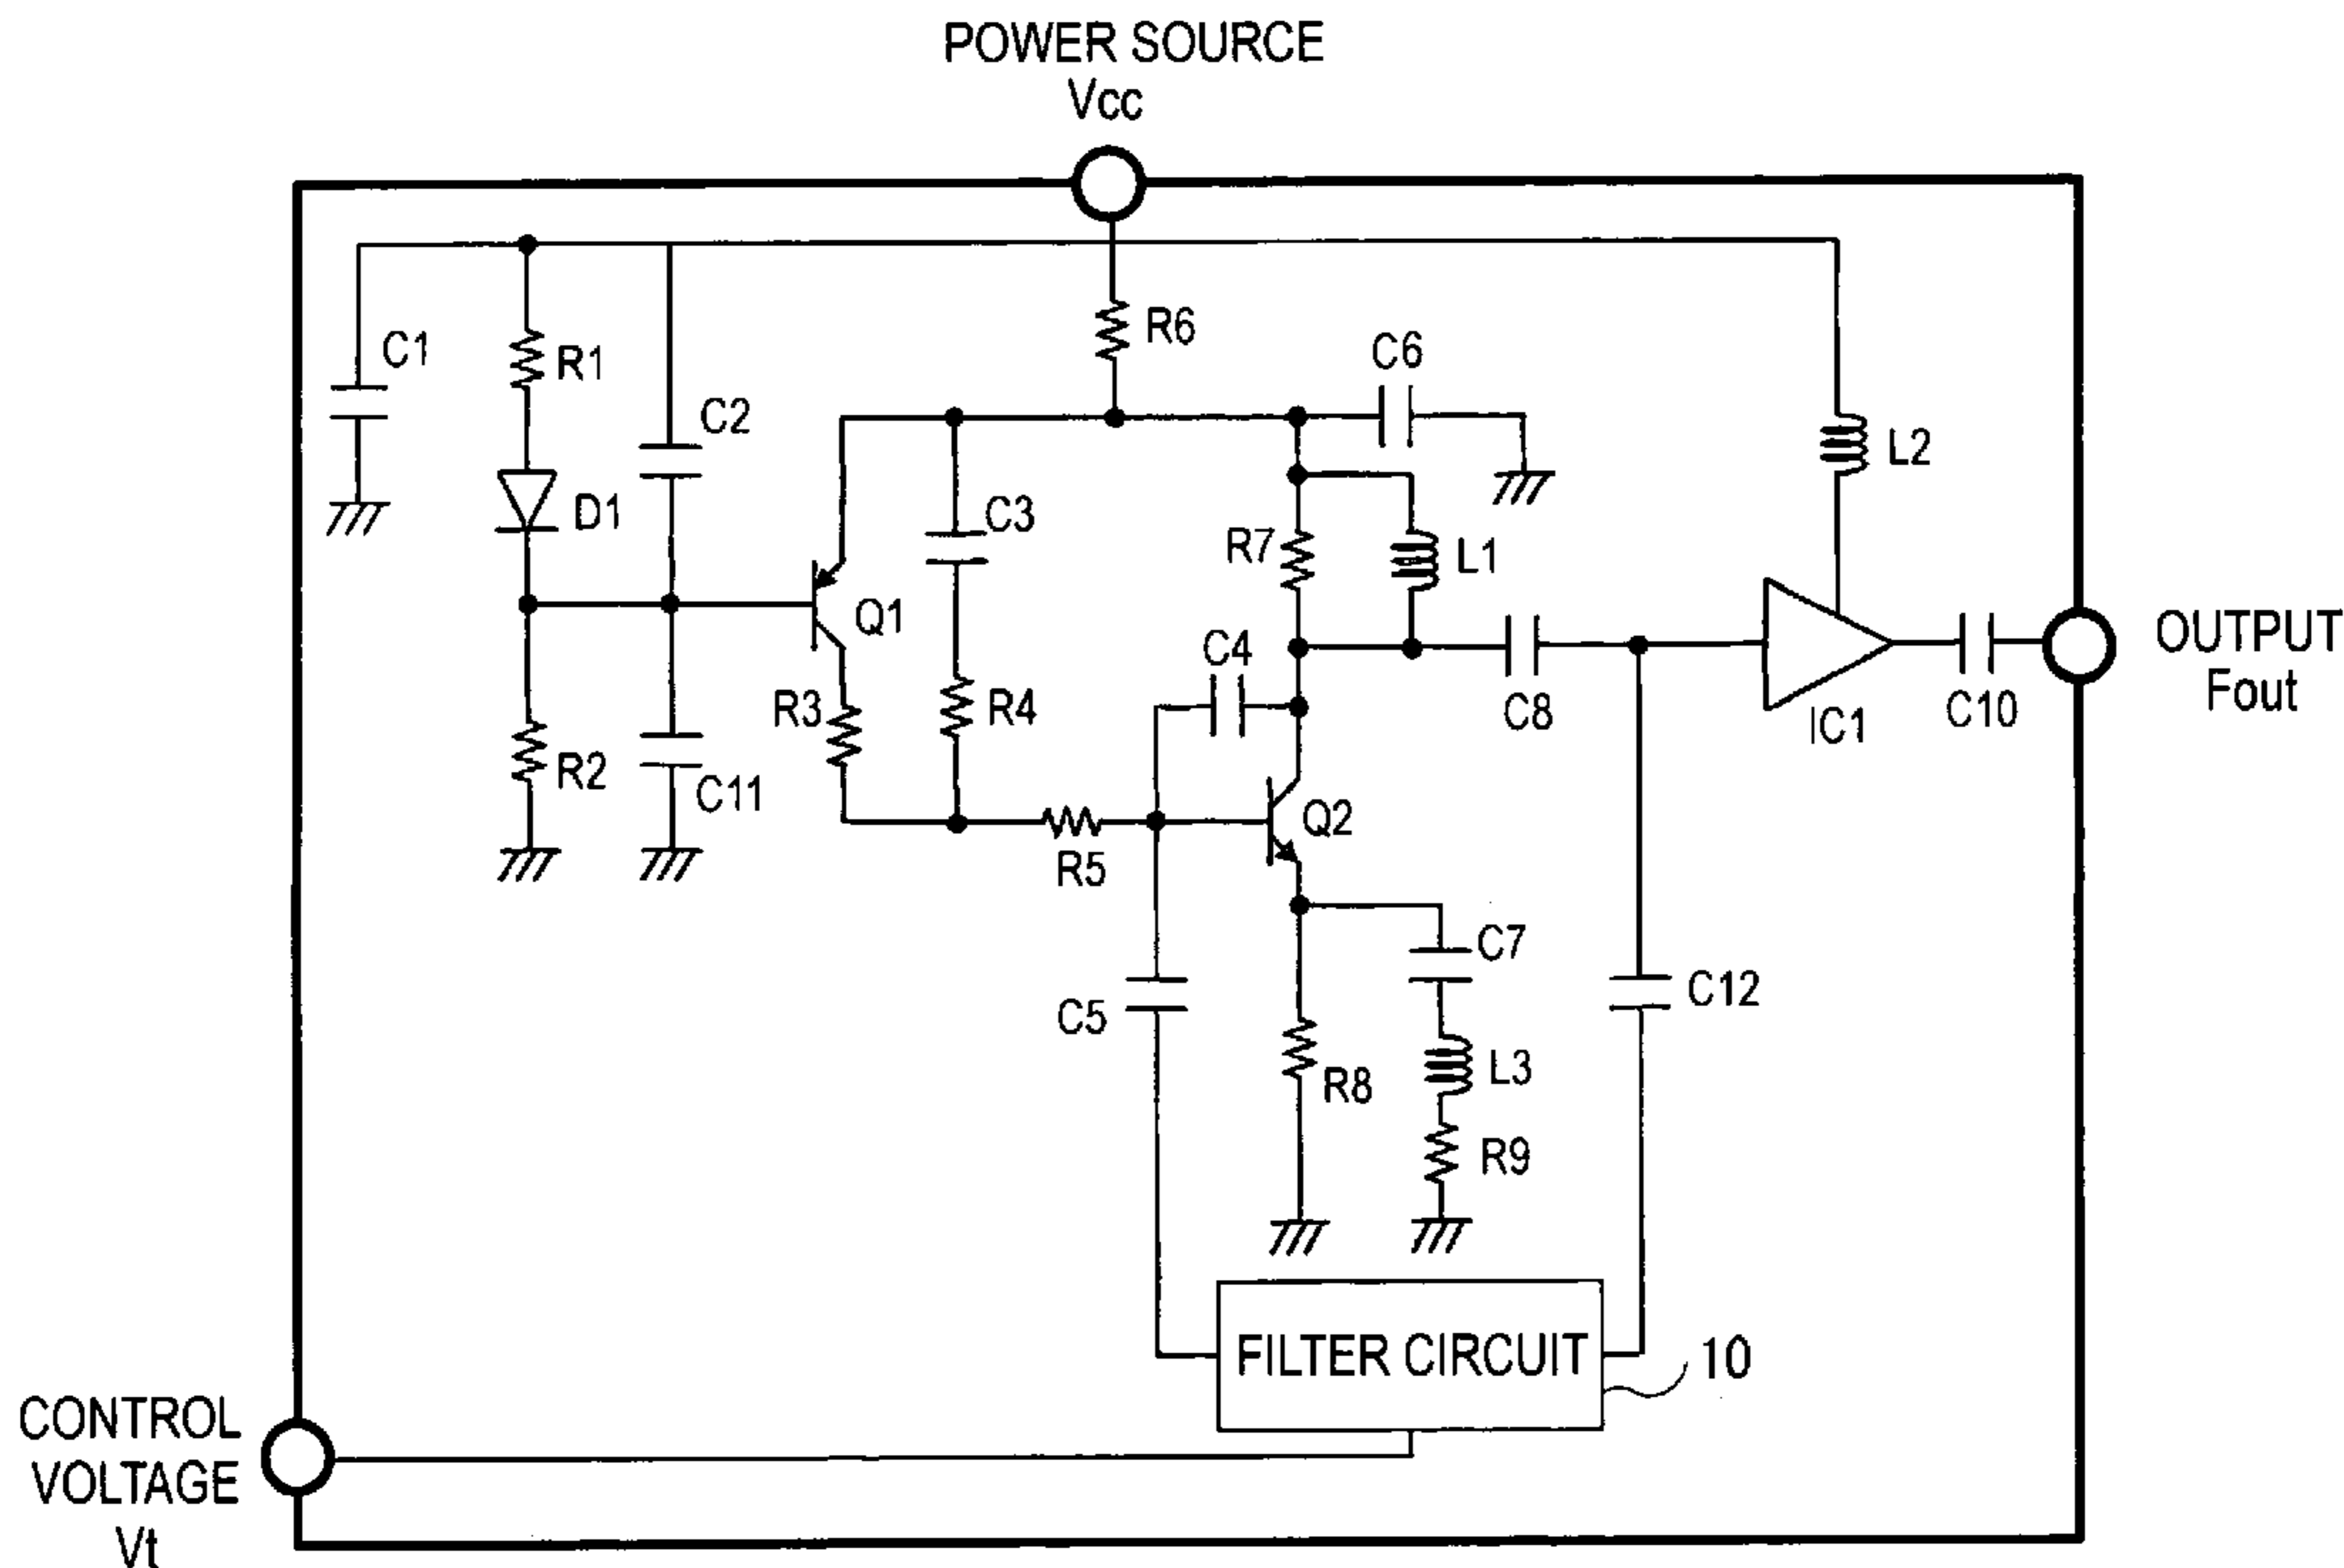 POWER SOURCE
Vcc
C1
R1
R6
C6
C2
L2
D1
C3
R7
L1
Q1
C4
OUTPUT
Fout
R3
R4
C8
IC1
C10
R2
C11
Q2
R5
C7
C5
C12
R8
L3
R9
FILTER CIRCUIT
10
CONTROL
VOLTAGE
Vt